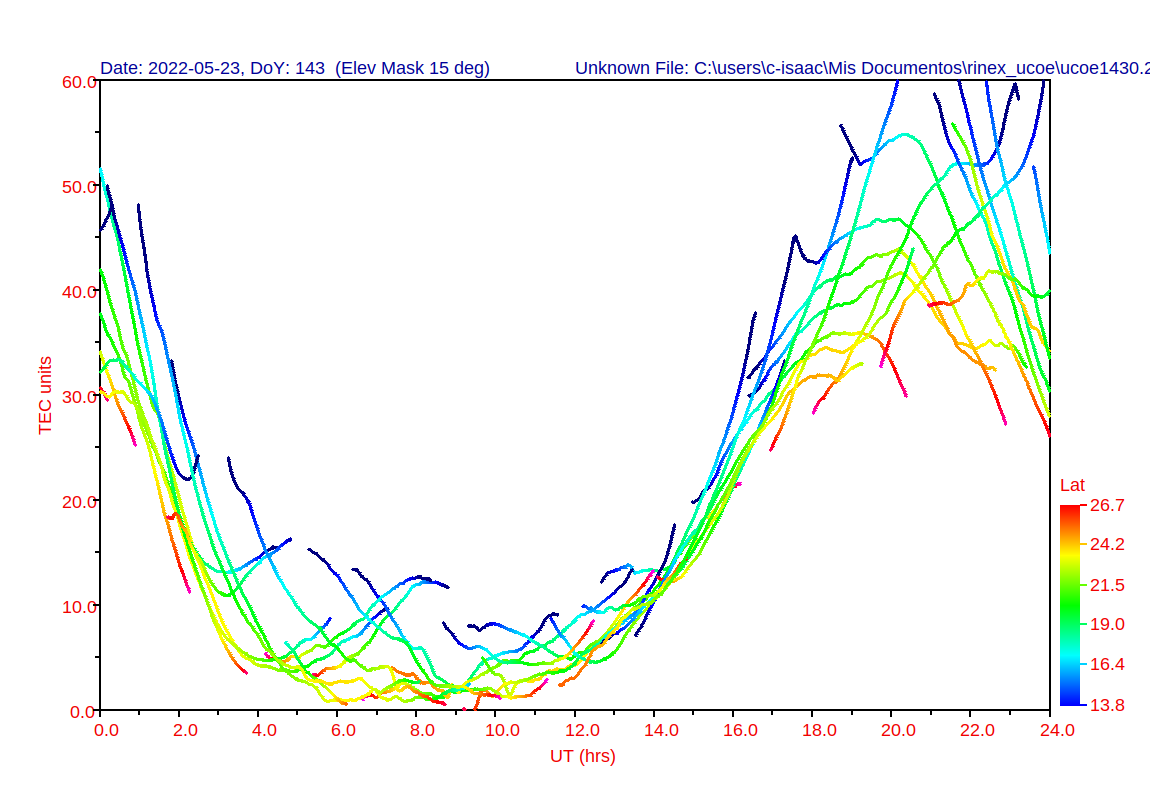 Date: 2022-05-23, DoY: 143  (Elev Mask 15 deg) Unknown File: C:\users\c-isaac\Mis Documentos\rinex_ucoe\ucoe1430.2
60.0
50.0
40.0
30.0
20.0
10.0
0.0
TEC units
0.0 2.0 4.0 6.0 8.0 10.0 12.0 14.0 16.0 18.0 20.0 22.0 24.0
UT (hrs)
Lat
26.7
24.2
21.5
19.0
16.4
13.8